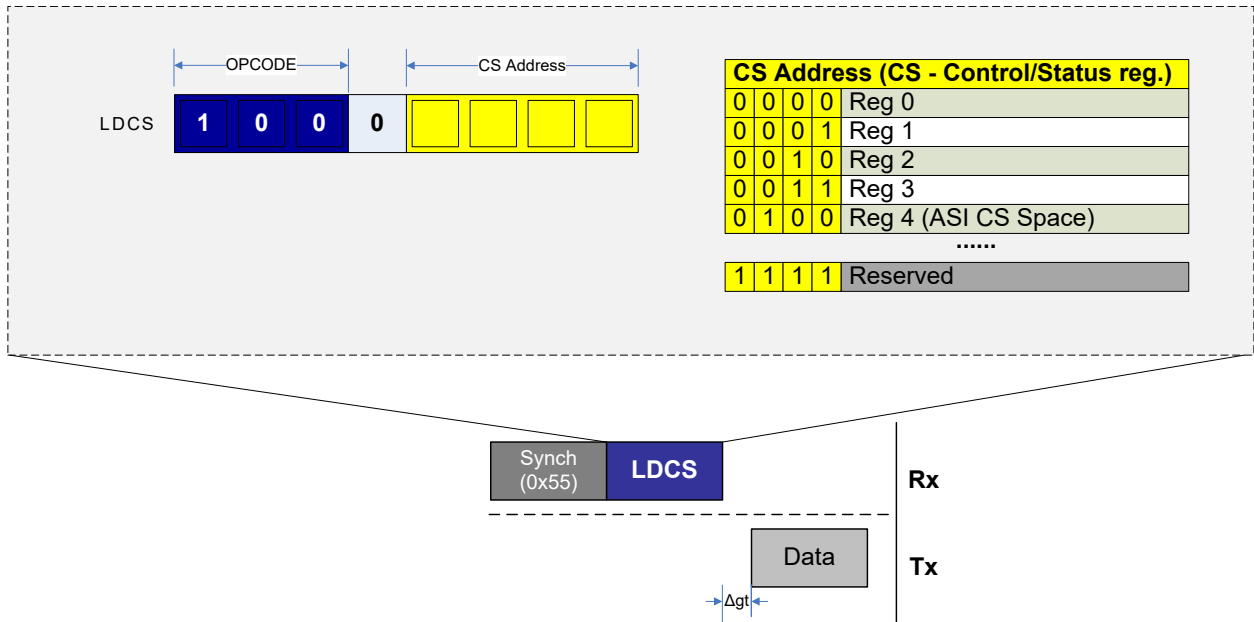 OPCODE CS Address
LDCS 1 0 0 0
CS Address (CS - Control/Status reg.)
0 0 0 0 Reg 0
0 0 0 1 Reg 1
0 0 1 0 Reg 2
0 0 1 1 Reg 3
0 1 0 0 Reg 4 (ASI CS Space)
......
1 1 1 1 Reserved
Synch
(0x55)
LDCS
Rx
Data
Tx
Δgt